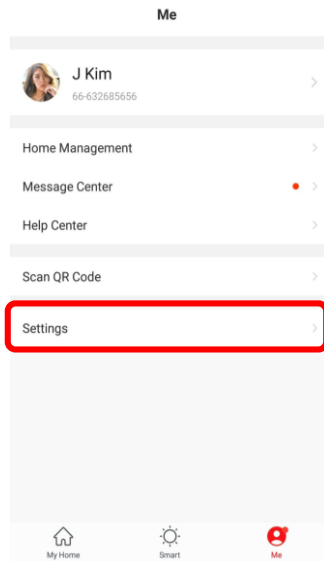 Me
J Kim
66-632685656
Home Management
Message Center
Help Center
Scan QR Code
Settings
My Home
Smart
Me